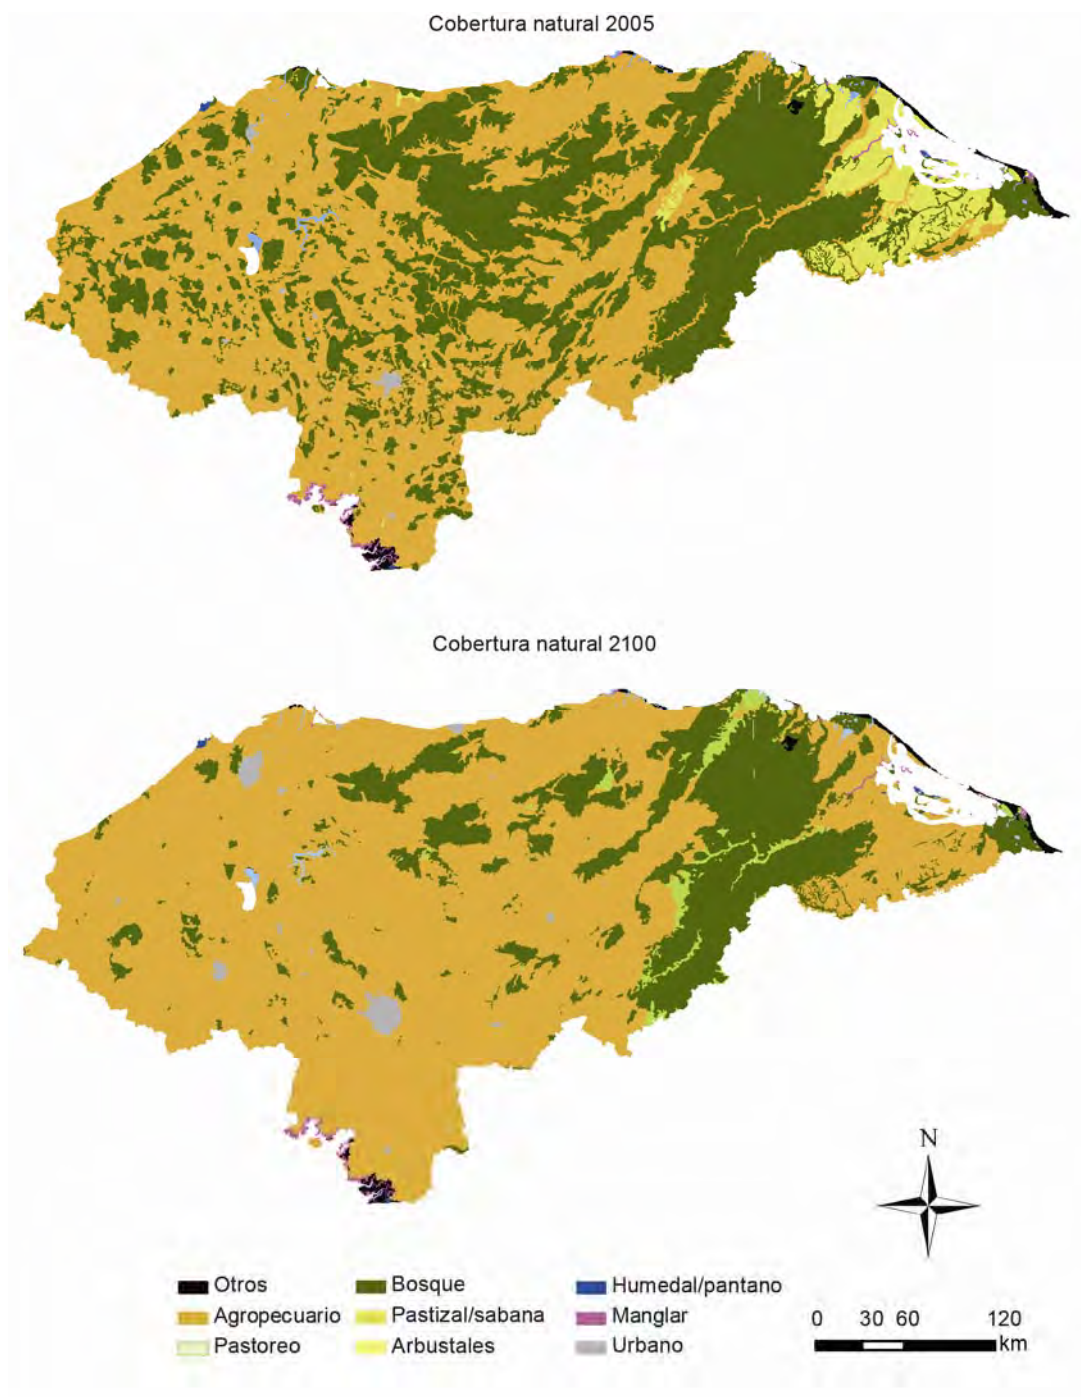 Cobertura natural 2005
Cobertura natural 2100
N
Otros
Bosque
Humedal/pantano
Agropecuario
Pastizal/sabana
Manglar
Pastoreo
Arbustales
Urbano
0 30 60 120
km